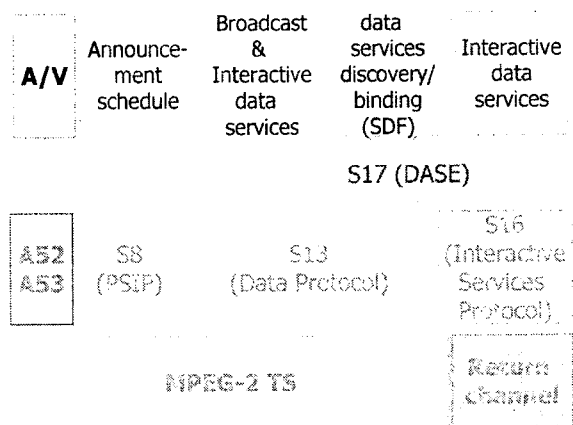 A/V
Announce-
ment
schedule
Broadcast
&
Interactive
data
services
data
services
discovery/
binding
(SDF)
Interactive
data
services
S17 (DASE)
A52
A53
S8
(PSIP)
S13
(Data Protocol)
S16
(Interactive
Services
Protocol)
MPEG-2 TS
Return
channel